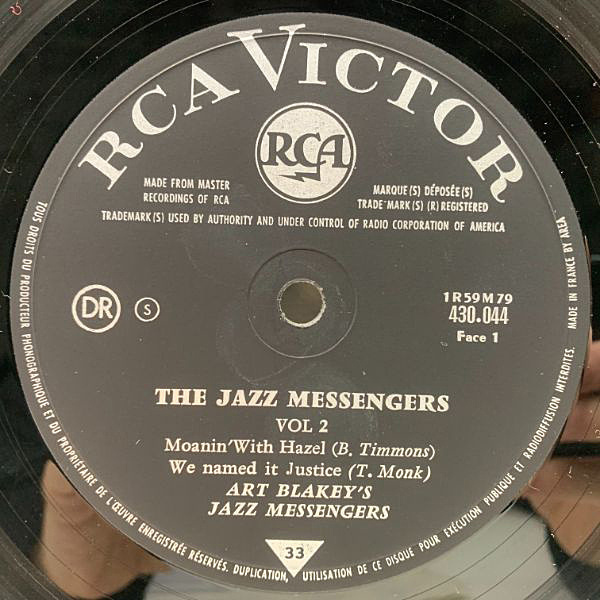 RCA VICTOR
RCA
MADE FROM MASTER
RECORDINGS OF RCA
MARQUE(S) DÉPOSÉE(S)
TRADE-MARK(S) (R) REGISTERED
TRADEMARK(S) USED BY AUTHORITY AND UNDER CONTROL OF RADIO CORPORATION OF AMERICA
DR
S
1R59M79
430.044
Face 1
THE JAZZ MESSENGERS
VOL 2
Moanin' With Hazel (B. Timmons)
We named it Justice (T. Monk)
ART BLAKEY'S
JAZZ MESSENGERS
33
TOUS DROITS DU PRODUCTEUR PHONOGRAPHIQUE ET DU PROPRIÉTAIRE DE L'ŒUVRE ENREGISTRÉE RÉSERVÉS. DUPLICATION, UTILISATION DE CE DISQUE POUR EXÉCUTION PUBLIQUE ET RADIODIFFUSION INTERDITES. MADE IN FRANCE BY AREA